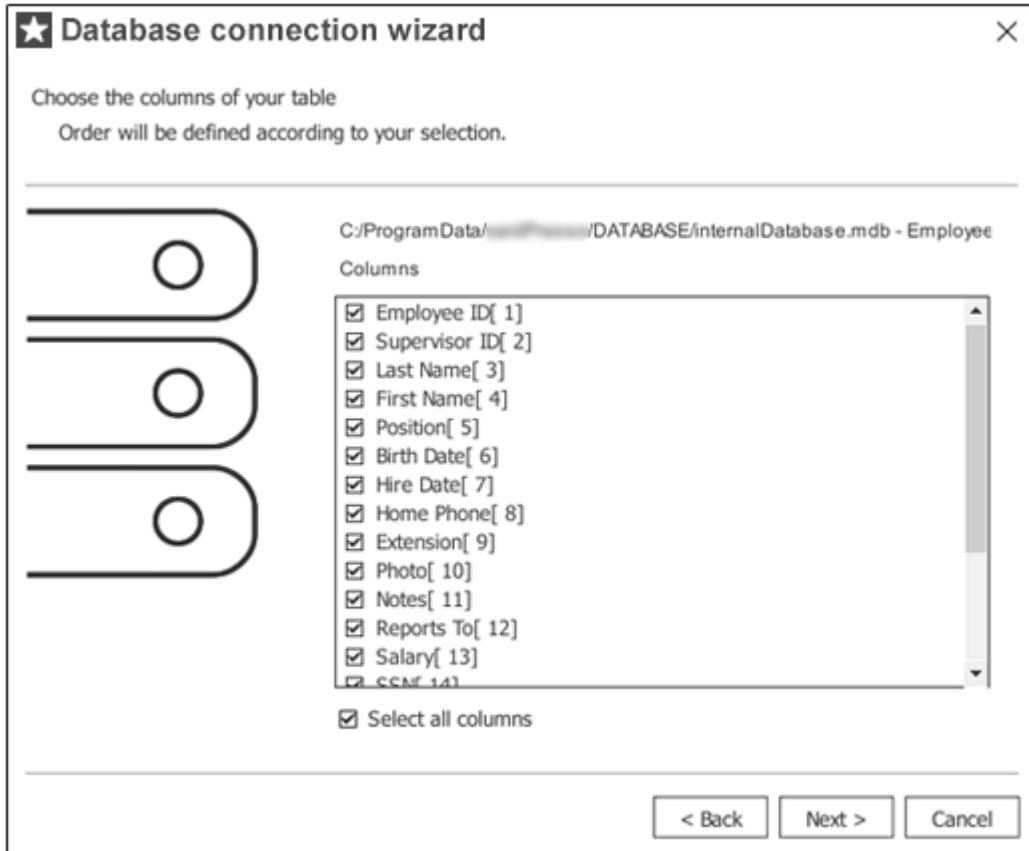 Database connection wizard
Choose the columns of your table
Order will be defined according to your selection.
C:/ProgramData/ /DATABASE/internalDatabase.mdb - Employee
Columns
Employee ID[ 1]
Supervisor ID[ 2]
Last Name[ 3]
First Name[ 4]
Position[ 5]
Birth Date[ 6]
Hire Date[ 7]
Home Phone[ 8]
Extension[ 9]
Photo[ 10]
Notes[ 11]
Reports To[ 12]
Salary[ 13]
SSN[ 14]
Select all columns
< Back Next > Cancel